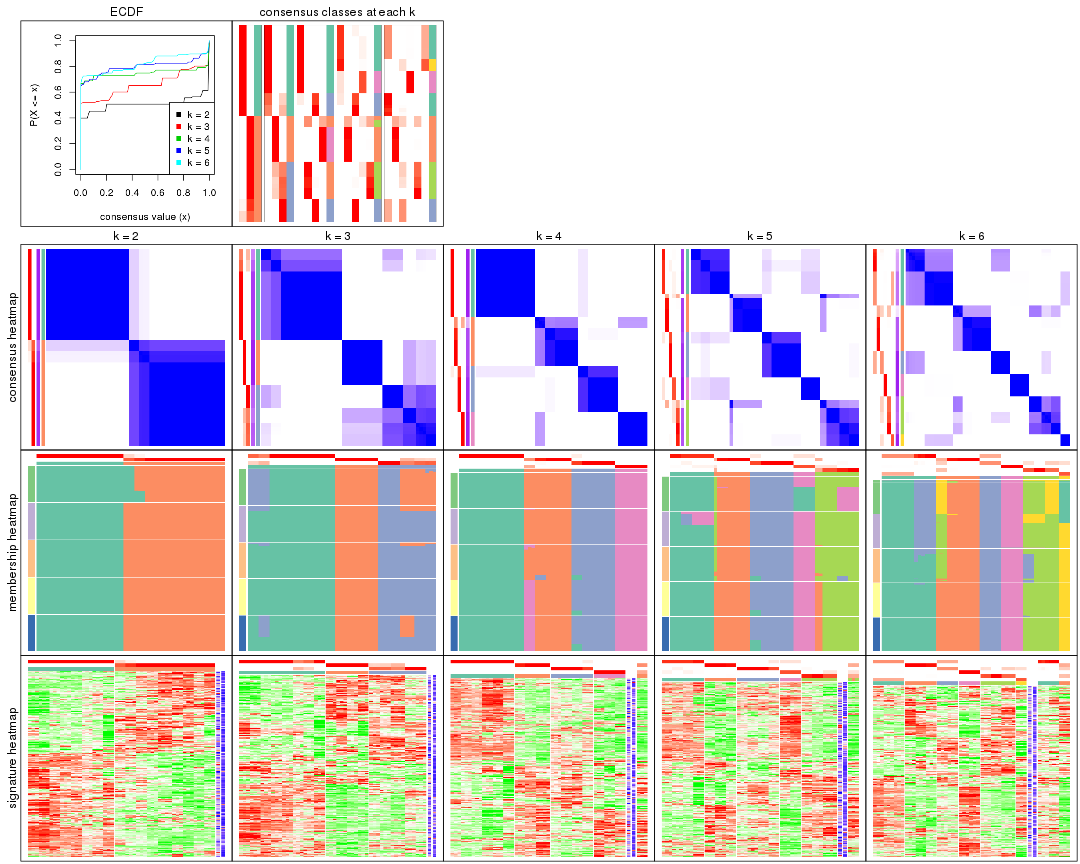 ECDF
consensus classes at each k
P(X <= x)
0.0 0.2 0.4 0.6 0.8 1.0
k = 2
k = 3
k = 4
k = 5
k = 6
0.0 0.2 0.4 0.6 0.8 1.0
consensus value (x)
k = 2
k = 3
k = 4
k = 5
k = 6
consensus heatmap
membership heatmap
signature heatmap